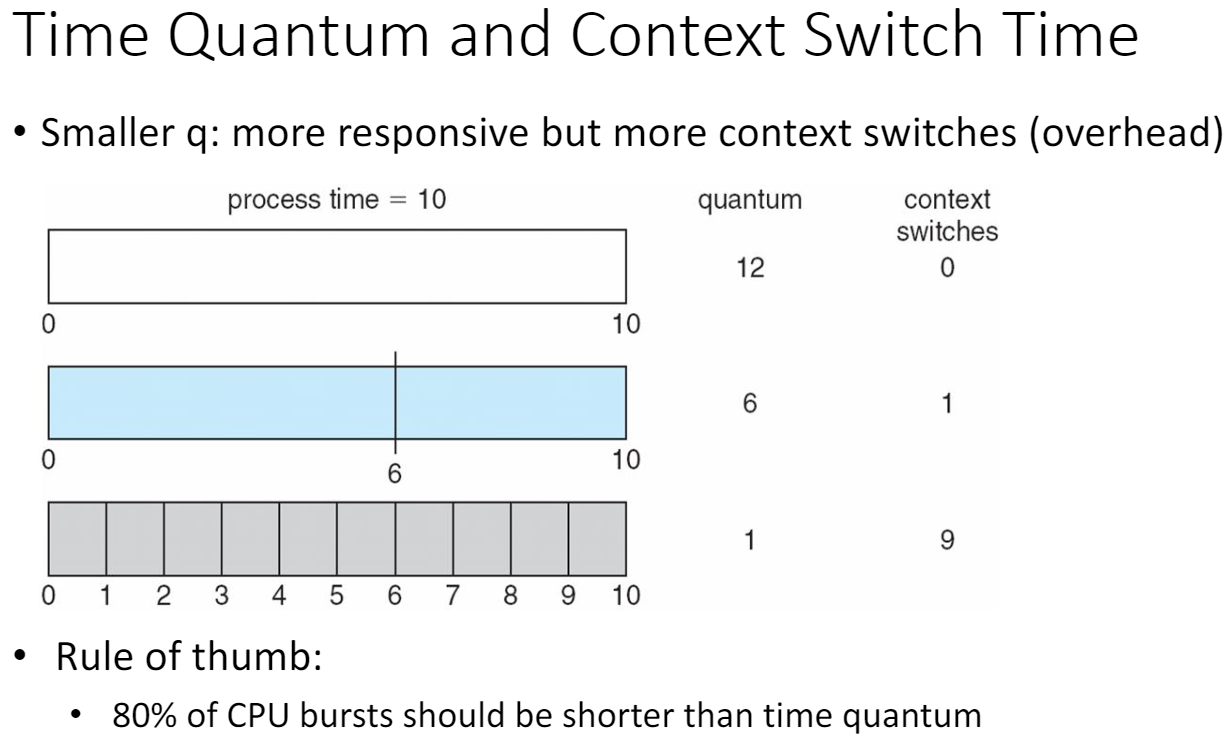 Time Quantum and Context Switch Time
• Smaller q: more responsive but more context switches (overhead)
process time = 10 quantum context
switches
12 0
0 10
6 1
0 6 10
1 9
0 1 2 3 4 5 6 7 8 9 10
• Rule of thumb:
• 80% of CPU bursts should be shorter than time quantum